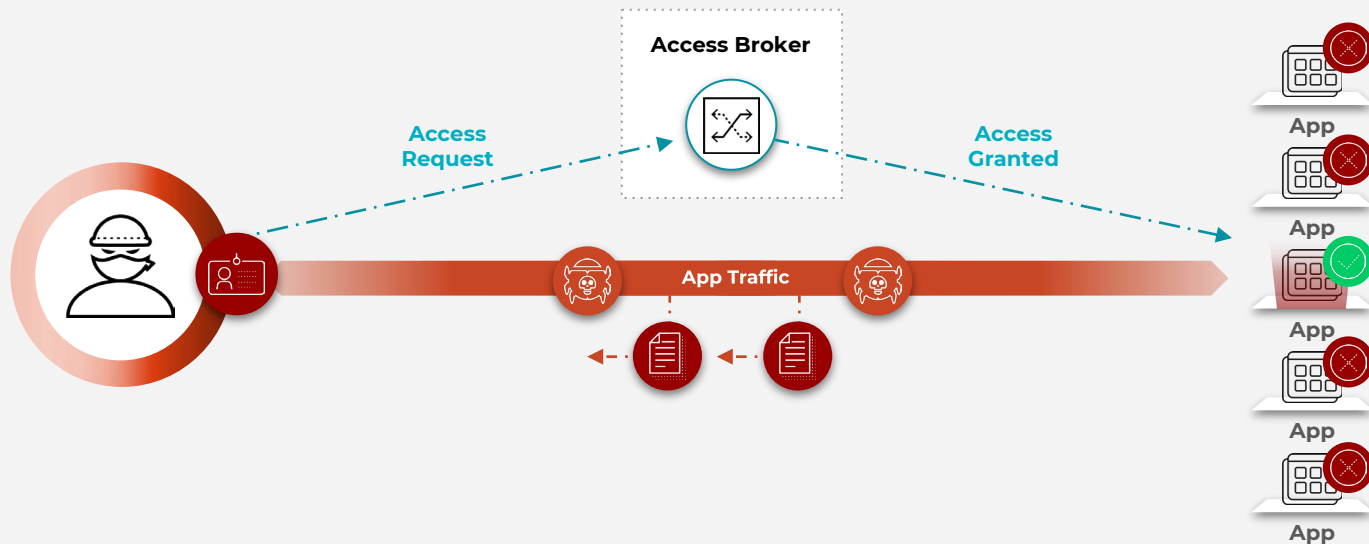 Access Broker
Access
Request
Access
Granted
App Traffic
App
App
App
App
App